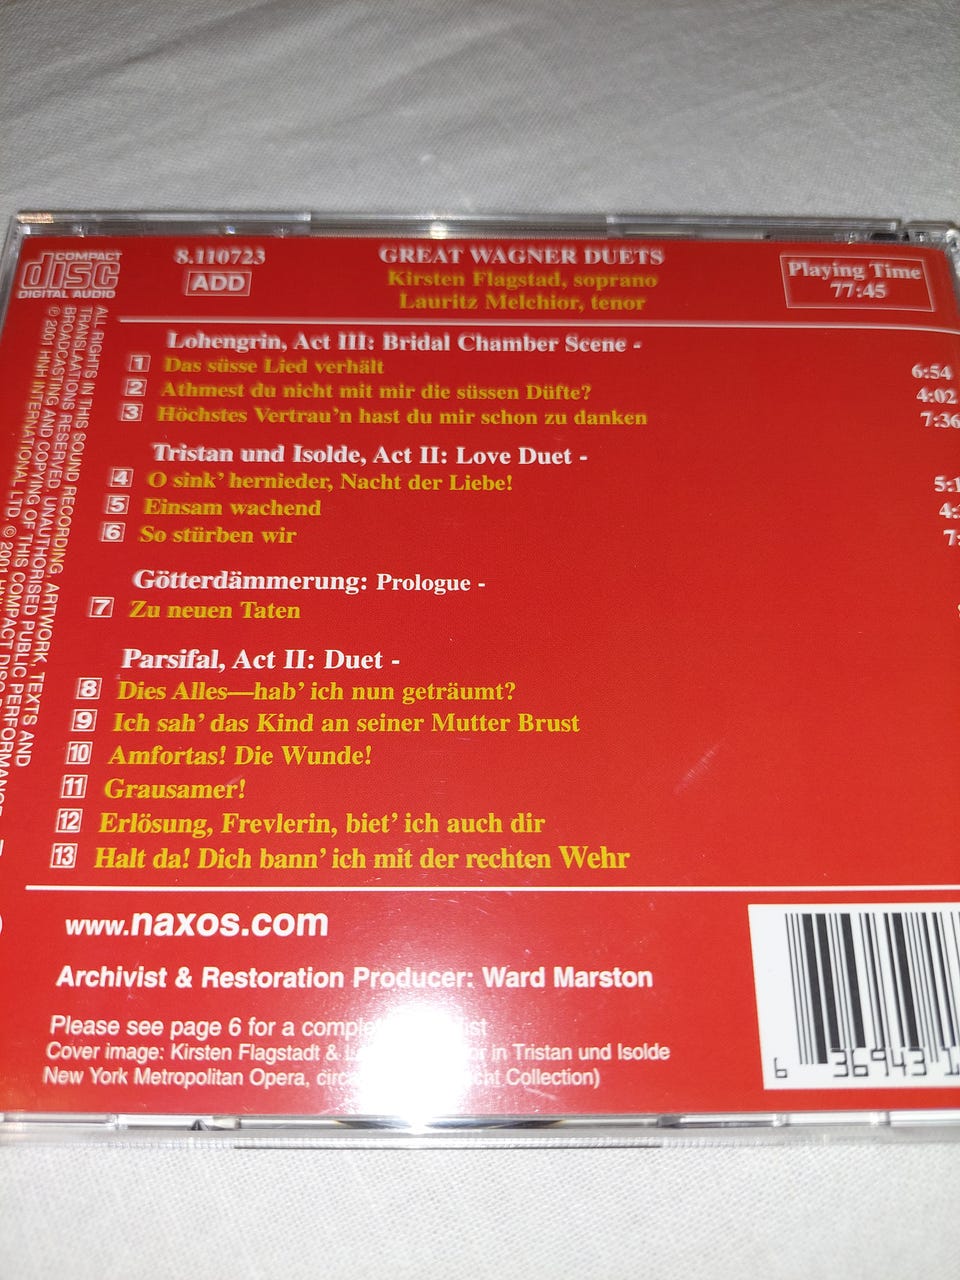 COMPACT
disc
DIGITAL AUDIO
8.110723
ADD
GREAT WAGNER DUETS
Kirsten Flagstad, soprano
Lauritz Melchior, tenor
Playing Time
77:45
Lohengrin, Act III: Bridal Chamber Scene -
1 Das süsse Lied verhält 6:54
2 Athmest du nicht mit mir die süssen Düfte? 4:02
3 Höchstes Vertrau'n hast du mir schon zu danken 7:36
Tristan und Isolde, Act II: Love Duet -
4 O sink' hernieder, Nacht der Liebe! 5:1
5 Einsam wachend 4:
6 So stürben wir 7:
Götterdämmerung: Prologue -
7 Zu neuen Taten
Parsifal, Act II: Duet -
8 Dies Alles—hab' ich nun geträumt?
9 Ich sah' das Kind an seiner Mutter Brust
10 Amfortas! Die Wunde!
11 Grausamer!
12 Erlösung, Frevlerin, biet' ich auch dir
13 Halt da! Dich bann' ich mit der rechten Wehr
www.naxos.com
Archivist & Restoration Producer: Ward Marston
Please see page 6 for a
Cover image: Kirsten Flagstadt & in Tristan und Isolde
New York Metropolitan Opera, Collection)
6 36943 1
ALL RIGHTS IN THIS SOUND RECORDING, ARTWORK, TEXTS AND
TRANSLAATIONS RESERVED. UNAUTHORISED PUBLIC PERFORMANCE,
BROADCASTING AND COPYING OF THIS COMPACT DISC
℗ 2001 HNH INTERNATIONAL LTD. © 2001 HNH